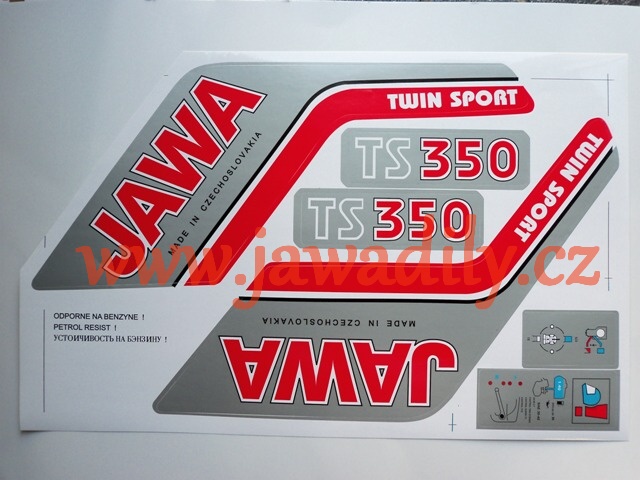 JAWA
MADE IN CZECHOSLOVAKIA
TWIN SPORT
TS 350
TS 350
TWIN SPORT
www.jawadily.cz
ODPORNE NA BENZYNE !
PETROL RESIST !
УСТОИЧИВОСТЬ НА БЭНЗИНУ !
MADE IN CZECHOSLOVAKIA
JAWA